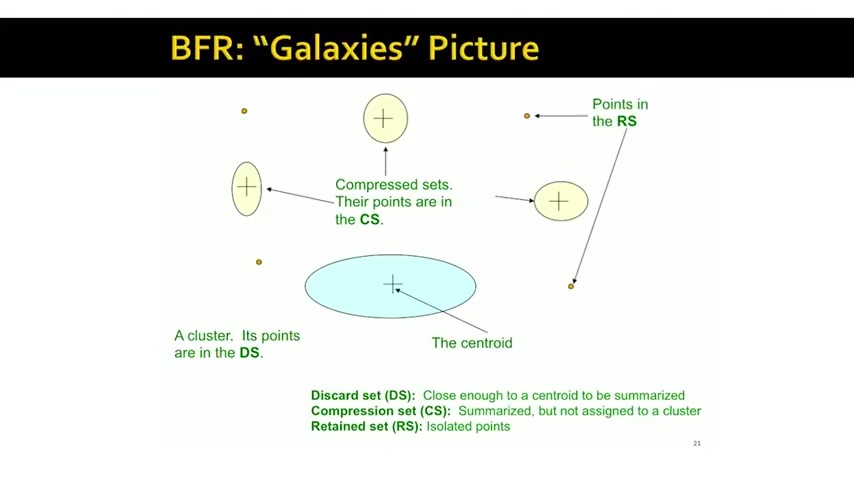 BFR: “Galaxies” Picture
Points in
the RS
Compressed sets.
Their points are in
the CS.
A cluster.  Its points
are in the DS.
The centroid
Discard set (DS):  Close enough to a centroid to be summarized
Compression set (CS):  Summarized, but not assigned to a cluster
Retained set (RS): Isolated points
21